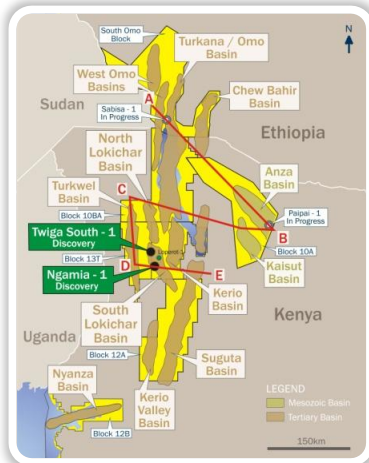 South Omo
Block
Turkana / Omo
Basin
N
West Omo
Basins
A
Sabisa - 1
In Progress
Chew Bahir
Basin
Sudan
Ethiopia
North
Lokichar
Basin
Anza
Basin
Turkwel
Basin
C
Block 10BA
Paipai - 1
In Progress
B
Twiga South - 1
Discovery
Block 10A
Block 13T
Kaisut
Basin
Ngamia - 1
Discovery
D
E
Kerio
Basin
South
Lokichar
Basin
Kenya
Uganda
Block 12A
Suguta
Basin
Nyanza
Basin
Kerio
Valley
Basin
Block 12B
LEGEND
Mesozoic Basin
Tertiary Basin
150km